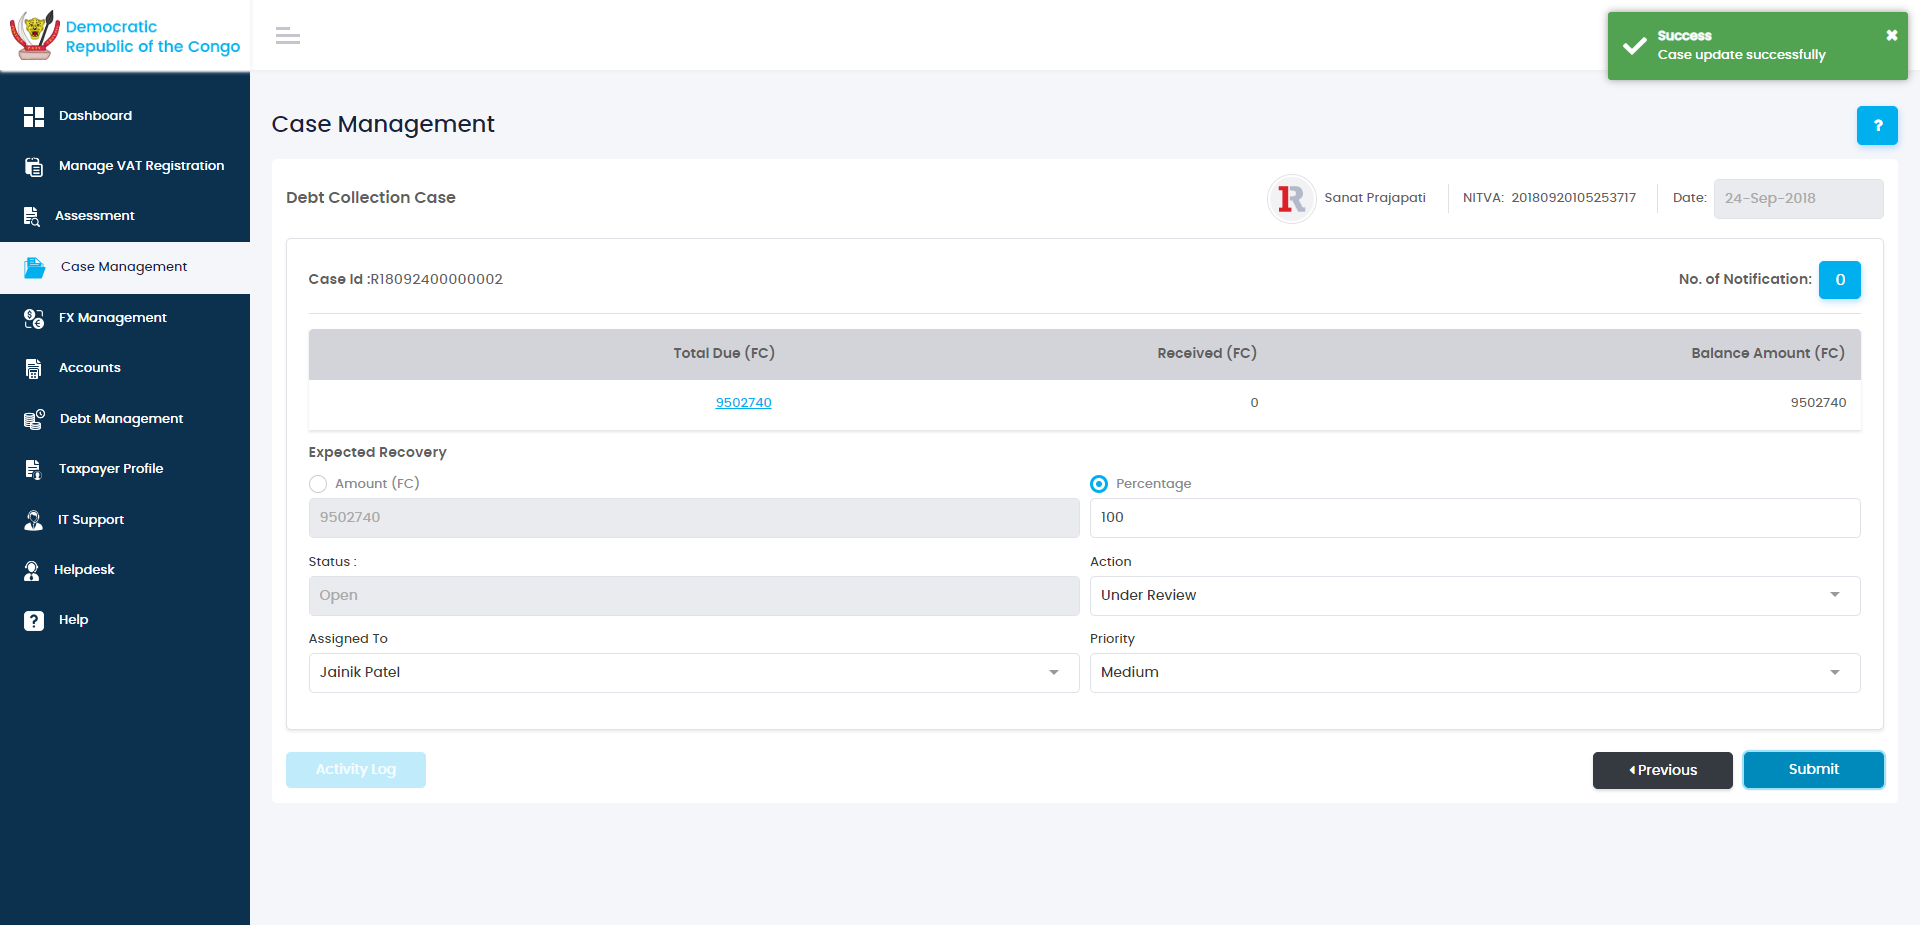 Democratic
Republic of the Congo
Success
Case update successfully
Dashboard
Manage VAT Registration
Assessment
Case Management
FX Management
Accounts
Debt Management
Taxpayer Profile
IT Support
Helpdesk
Help
Case Management
?
Debt Collection Case
Sanat Prajapati
NITVA: 20180920105253717
Date: 24-Sep-2018
Case Id :R18092400000002
No. of Notification: 0
Total Due (FC) Received (FC) Balance Amount (FC)
9502740 0 9502740
Expected Recovery
Amount (FC)
9502740
Percentage
100
Status :
Open
Action
Under Review
Assigned To
Jainik Patel
Priority
Medium
Activity Log
Previous
Submit